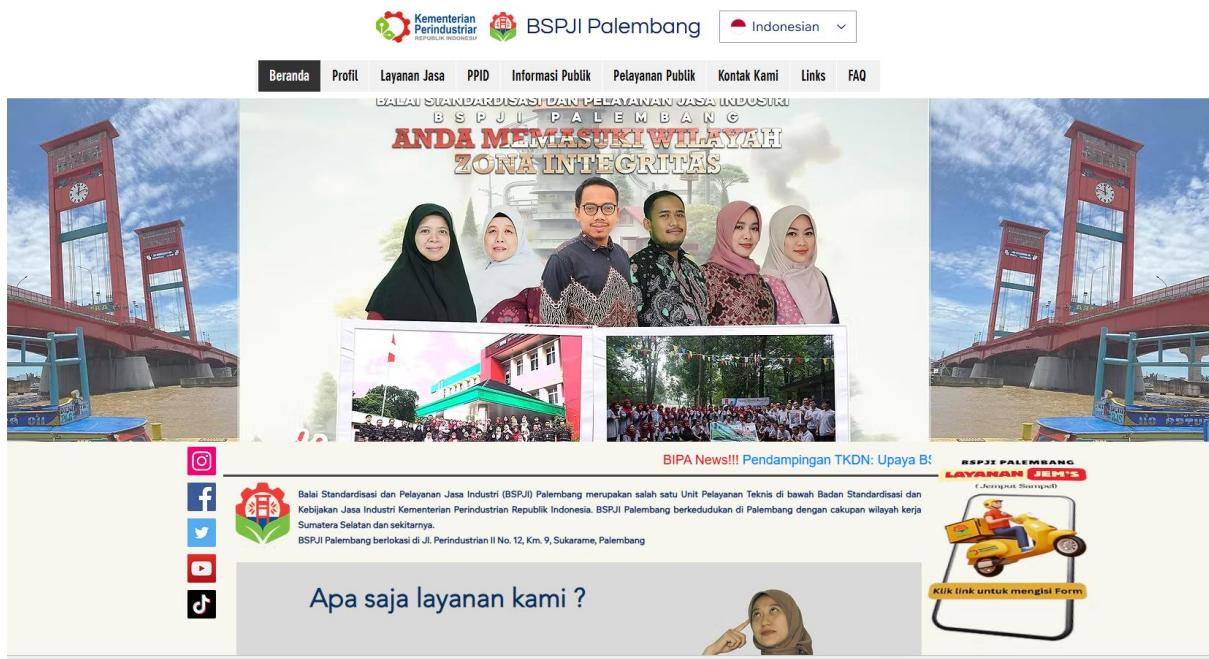 Kementerian
Perindustrian
REPUBLIK INDONESIA
BSPJI Palembang
Indonesian
Beranda Profil Layanan Jasa PPID Informasi Publik Pelayanan Publik Kontak Kami Links FAQ
BALAI STANDARDISASI DAN PELAYANAN JASA INDUSTRI
BSPJI PALEMBANG
ANDA MEMASUKI WILAYAH
ZONA INTEGRITAS
BIPA News!!! Pendampingan TKDN: Upaya BS
Balai Standardisasi dan Pelayanan Jasa Industri (BSPJI) Palembang merupakan salah satu Unit Pelayanan Teknis di bawah Badan Standardisasi dan
Kebijakan Jasa Industri Kementerian Perindustrian Republik Indonesia. BSPJI Palembang berkedudukan di Palembang dengan cakupan wilayah kerja
Sumatera Selatan dan sekitarnya.
BSPJI Palembang berlokasi di Jl. Perindustrian II No. 12, Km. 9, Sukarame, Palembang
BSPJI PALEMBANG
LAYANAN JEM'S
(Jemput Sampel)
Klik link untuk mengisi Form
Apa saja layanan kami ?